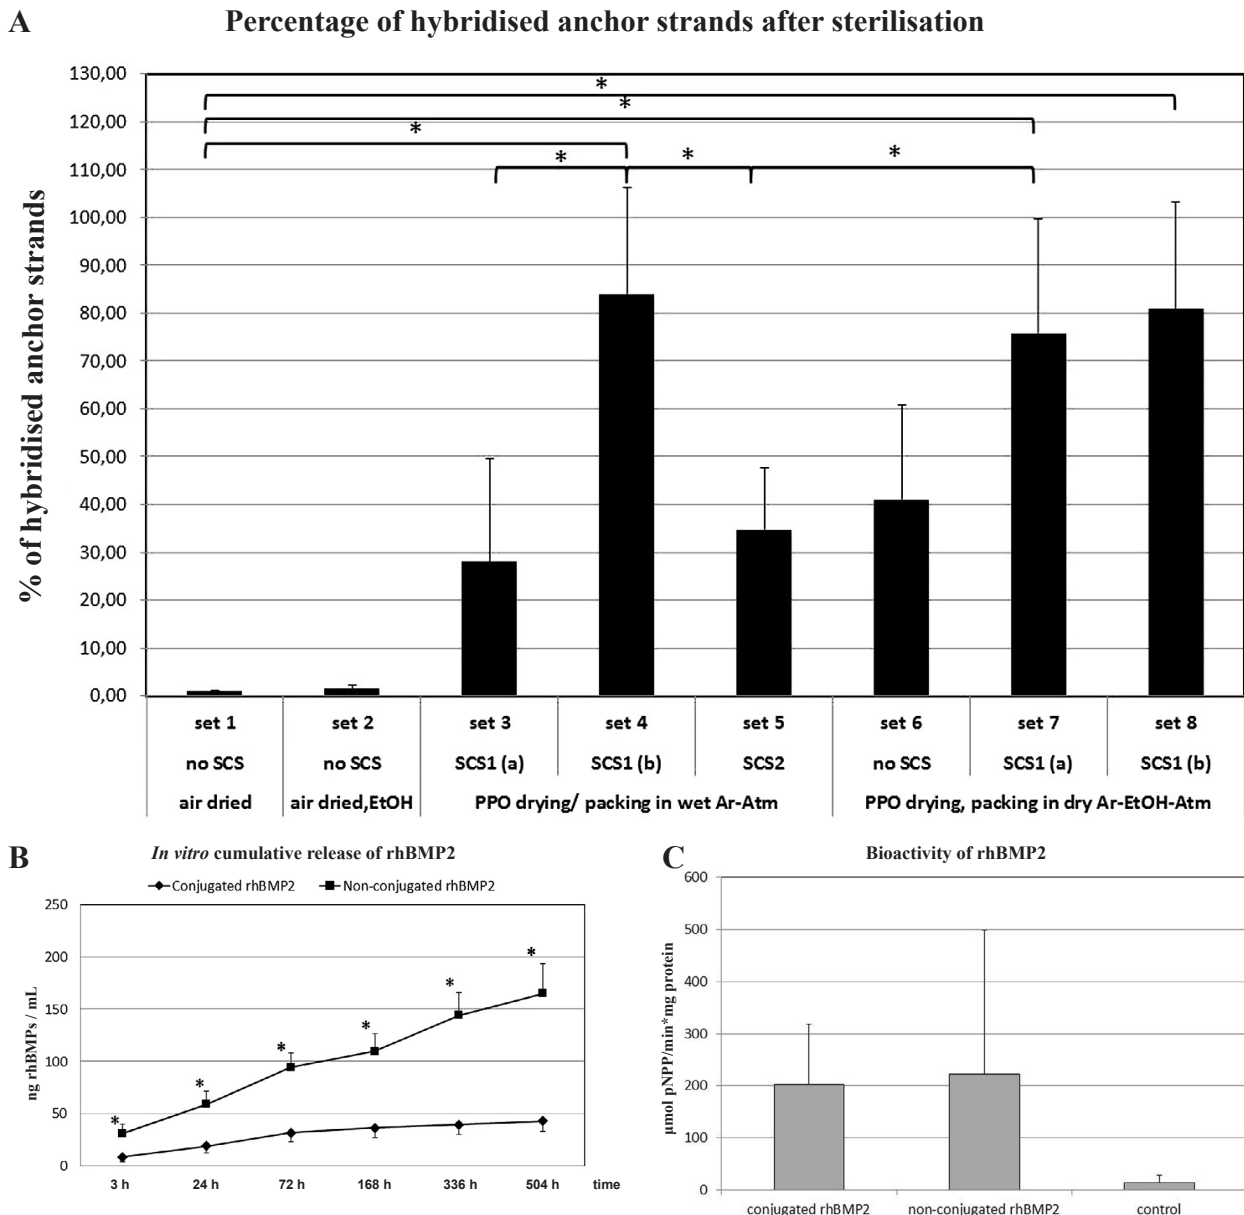 A
Percentage of hybridised anchor strands after sterilisation
% of hybridised anchor strands
130,00
120,00
110,00
100,00
90,00
80,00
70,00
60,00
50,00
40,00
30,00
20,00
10,00
0,00
* * * * * *
set 1 set 2 set 3 set 4 set 5 set 6 set 7 set 8
no SCS no SCS SCS1 (a) SCS1 (b) SCS2 no SCS SCS1 (a) SCS1 (b)
air dried air dried,EtOH PPO drying/ packing in wet Ar-Atm PPO drying, packing in dry Ar-EtOH-Atm
B
In vitro cumulative release of rhBMP2
Conjugated rhBMP2 Non-conjugated rhBMP2
ng rhBMPs / mL
250
200
150
100
50
0
* * * * * *
3 h 24 h 72 h 168 h 336 h 504 h time
C
Bioactivity of rhBMP2
µmol pNPP/min*mg protein
600
500
400
300
200
100
0
conjugated rhBMP2 non-conjugated rhBMP2 control